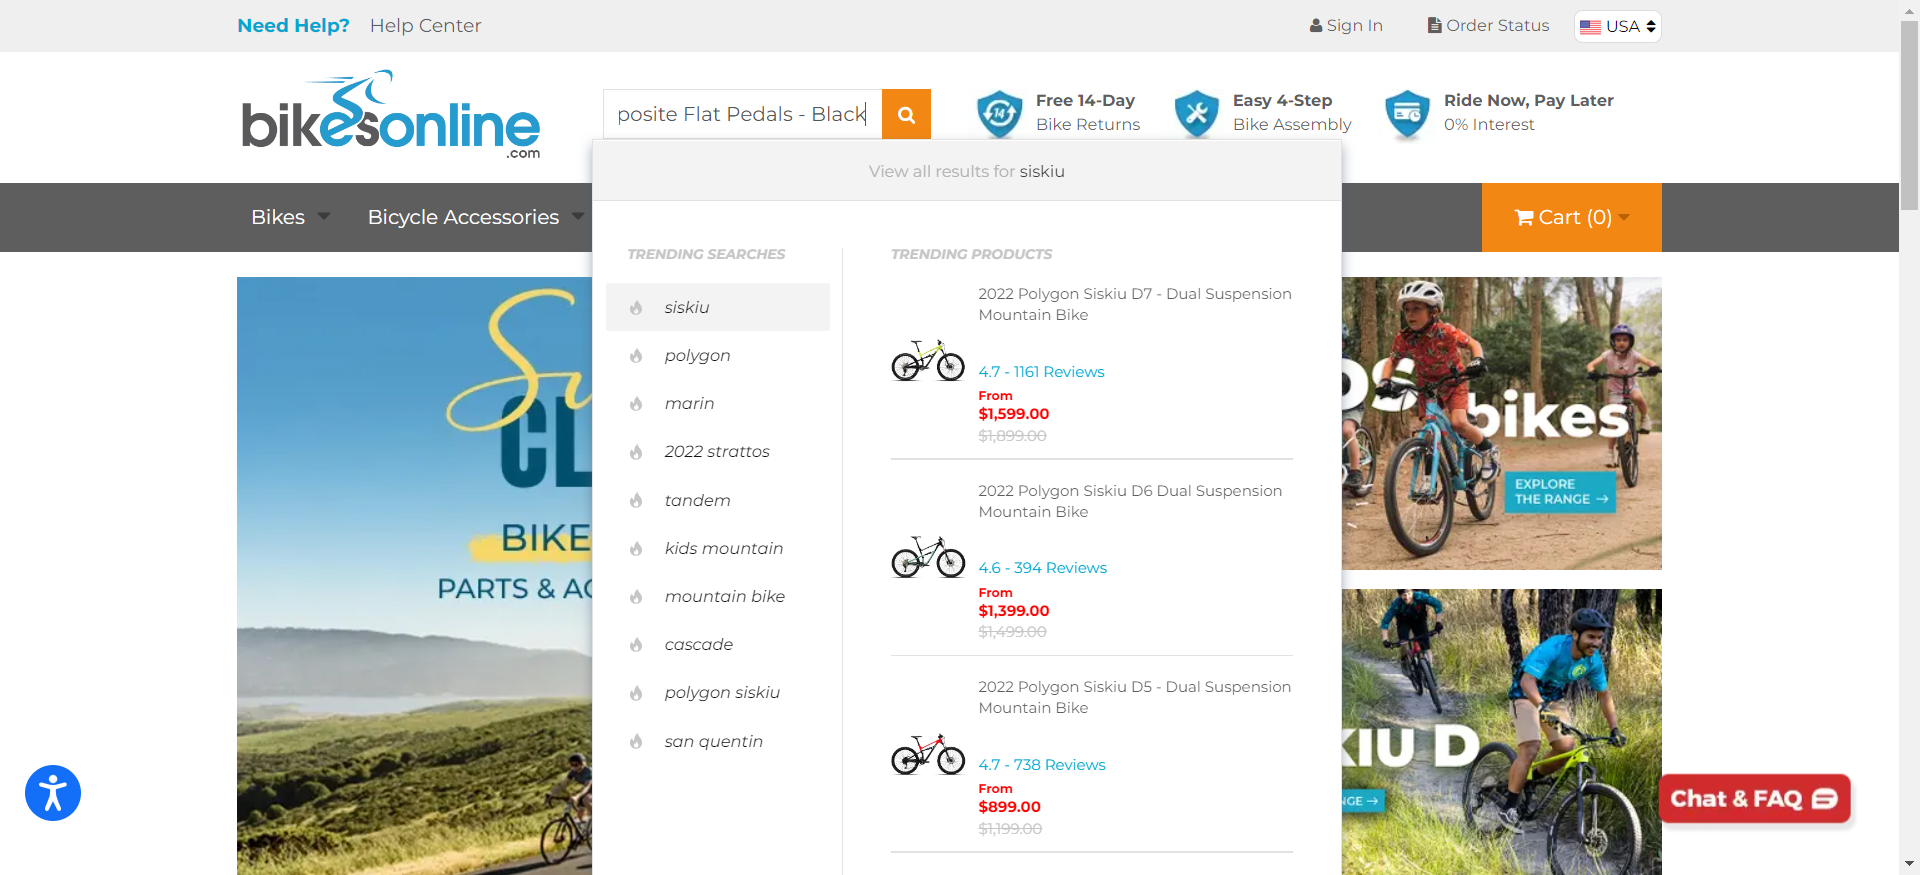 Need Help? Help Center
Sign In
Order Status
USA
bikesonline
.com
posite Flat Pedals - Black
14
Free 14-Day
Bike Returns
Easy 4-Step
Bike Assembly
Ride Now, Pay Later
0% Interest
View all results for siskiu
Bikes
Bicycle Accessories
Cart (0)
TRENDING SEARCHES
siskiu
polygon
marin
2022 strattos
tandem
kids mountain
mountain bike
cascade
polygon siskiu
san quentin
TRENDING PRODUCTS
2022 Polygon Siskiu D7 - Dual Suspension
Mountain Bike
4.7 - 1161 Reviews
From
$1,599.00
$1,899.00
2022 Polygon Siskiu D6 Dual Suspension
Mountain Bike
4.6 - 394 Reviews
From
$1,399.00
$1,499.00
2022 Polygon Siskiu D5 - Dual Suspension
Mountain Bike
4.7 - 738 Reviews
From
$899.00
$1,199.00
Su
CL
BIKE
PARTS & AC
bikes
EXPLORE
THE RANGE →
KIU D
NGE →
Chat & FAQ